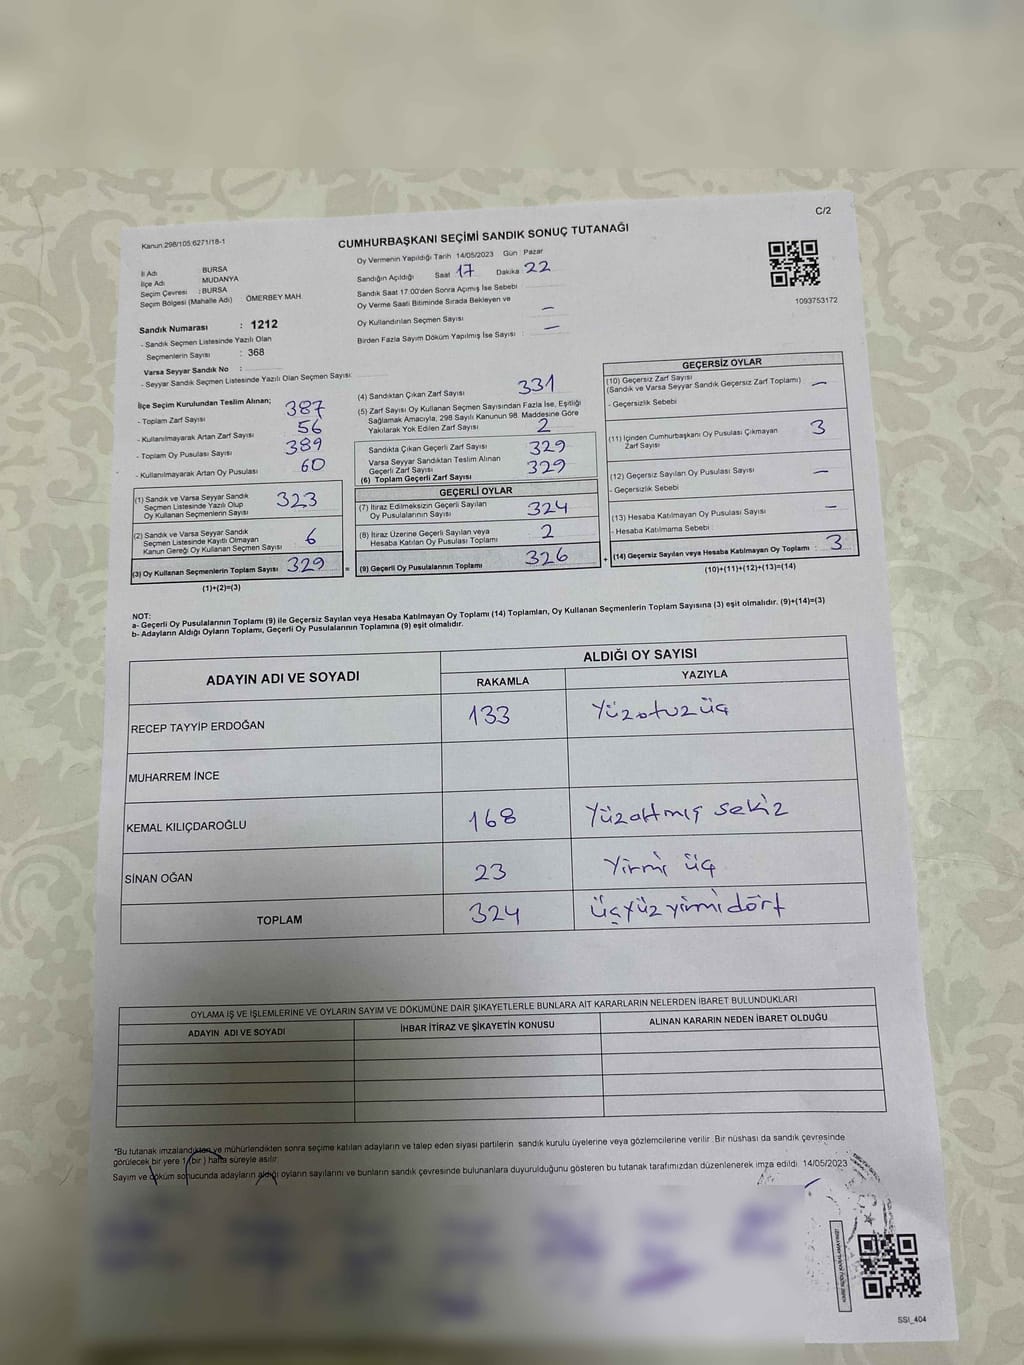 C/2
Kanun.298/105.6271/18-1
CUMHURBAŞKANI SEÇİMİ SANDIK SONUÇ TUTANAĞI
İl Adı BURSA
İlçe Adı MUDANYA
Seçim Çevresi : BURSA
Seçim Bölgesi (Mahalle Adı) ÖMERBEY MAH.
Oy Vermenin Yapıldığı Tarih 14/05/2023 Gün Pazar
Sandığın Açıldığı Saat 17 Dakika 22
Sandık Saat 17:00'den Sonra Açımış İse Sebebi
Oy Verme Saati Bitiminde Sırada Bekleyen ve
Oy Kullandırılan Seçmen Sayısı : —
Birden Fazla Sayım Döküm Yapılmış İse Sayısı : —
1093753172
Sandık Numarası : 1212
- Sandık Seçmen Listesinde Yazılı Olan
Seçmenlerin Sayısı : 368
Varsa Seyyar Sandık No :
- Seyyar Sandık Seçmen Listesinde Yazılı Olan Seçmen Sayısı:
İlçe Seçim Kurulundan Teslim Alınan;
- Toplam Zarf Sayısı 387
- Kullanılmayarak Artan Zarf Sayısı 56
- Toplam Oy Pusulası Sayısı 389
- Kullanılmayarak Artan Oy Pusulası 60
(1) Sandık ve Varsa Seyyar Sandık
Seçmen Listesinde Yazılı Olup
Oy Kullanan Seçmenlerin Sayısı 323
(2) Sandık ve Varsa Seyyar Sandık
Seçmen Listesinde Kayıtlı Olmayan
Kanun Gereği Oy Kullanan Seçmen Sayısı 6
(3) Oy Kullanan Seçmenlerin Toplam Sayısı 329
(1)+(2)=(3)
(4) Sandıktan Çıkan Zarf Sayısı 331
(5) Zarf Sayısı Oy Kullanan Seçmen Sayısından Fazla İse, Eşitliği
Sağlamak Amacıyla, 298 Sayılı Kanunun 98. Maddesine Göre
Yakılarak Yok Edilen Zarf Sayısı 2
Sandıkta Çıkan Geçerli Zarf Sayısı 329
Varsa Seyyar Sandıktan Teslim Alınan
Geçerli Zarf Sayısı 329
(6) Toplam Geçerli Zarf Sayısı
GEÇERLİ OYLAR
(7) İtiraz Edilmeksizin Geçerli Sayılan
Oy Pusulalarının Sayısı 324
(8) İtiraz Üzerine Geçerli Sayılan veya
Hesaba Katılan Oy Pusulası Toplamı 2
= (9) Geçerli Oy Pusulalarının Toplamı 326
GEÇERSİZ OYLAR
(10) Geçersiz Zarf Sayısı
(Sandık ve Varsa Seyyar Sandık Geçersiz Zarf Toplamı) —
- Geçersizlik Sebebi
(11) İçinden Cumhurbaşkanı Oy Pusulası Çıkmayan
Zarf Sayısı 3
(12) Geçersiz Sayılan Oy Pusulası Sayısı —
- Geçersizlik Sebebi
(13) Hesaba Katılmayan Oy Pusulası Sayısı —
- Hesaba Katılmama Sebebi :
+ (14) Geçersiz Sayılan veya Hesaba Katılmayan Oy Toplamı : 3
(10)+(11)+(12)+(13)=(14)
NOT:
a- Geçerli Oy Pusulalarının Toplamı (9) ile Geçersiz Sayılan veya Hesaba Katılmayan Oy Toplamı (14) Toplamları, Oy Kullanan Seçmenlerin Toplam Sayısına (3) eşit olmalıdır. (9)+(14)=(3)
b- Adayların Aldığı Oyların Toplamı, Geçerli Oy Pusulalarının Toplamına (9) eşit olmalıdır.
ADAYIN ADI VE SOYADI
ALDIĞI OY SAYISI
RAKAMLA YAZIYLA
RECEP TAYYİP ERDOĞAN 133 Yüzotuzüç
MUHARREM İNCE
KEMAL KILIÇDAROĞLU 168 Yüzaltmış sekiz
SİNAN OĞAN 23 Yirmi üç
TOPLAM 324 üçyüz yirmidört
OYLAMA İŞ VE İŞLEMLERİNE VE OYLARIN SAYIM VE DÖKÜMÜNE DAİR ŞİKAYETLERLE BUNLARA AİT KARARLARIN NELERDEN İBARET BULUNDUKLARI
ADAYIN ADI VE SOYADI İHBAR İTİRAZ VE ŞİKAYETİN KONUSU ALINAN KARARIN NEDEN İBARET OLDUĞU
*Bu tutanak imzalandıktan ve mühürlendikten sonra seçime katılan adayların ve talep eden siyasi partilerin sandık kurulu üyelerine veya gözlemcilerine verilir. Bir nüshası da sandık çevresinde
görülecek bir yere 1 (bir) hafta süreyle asılır.
Sayım ve döküm sonucunda adayların aldığı oyların sayılarını ve bunların sandık çevresinde bulunanlara duyurulduğunu gösteren bu tutanak tarafımızdan düzenlenerek imza edildi. 14/05/2023
SSI_404